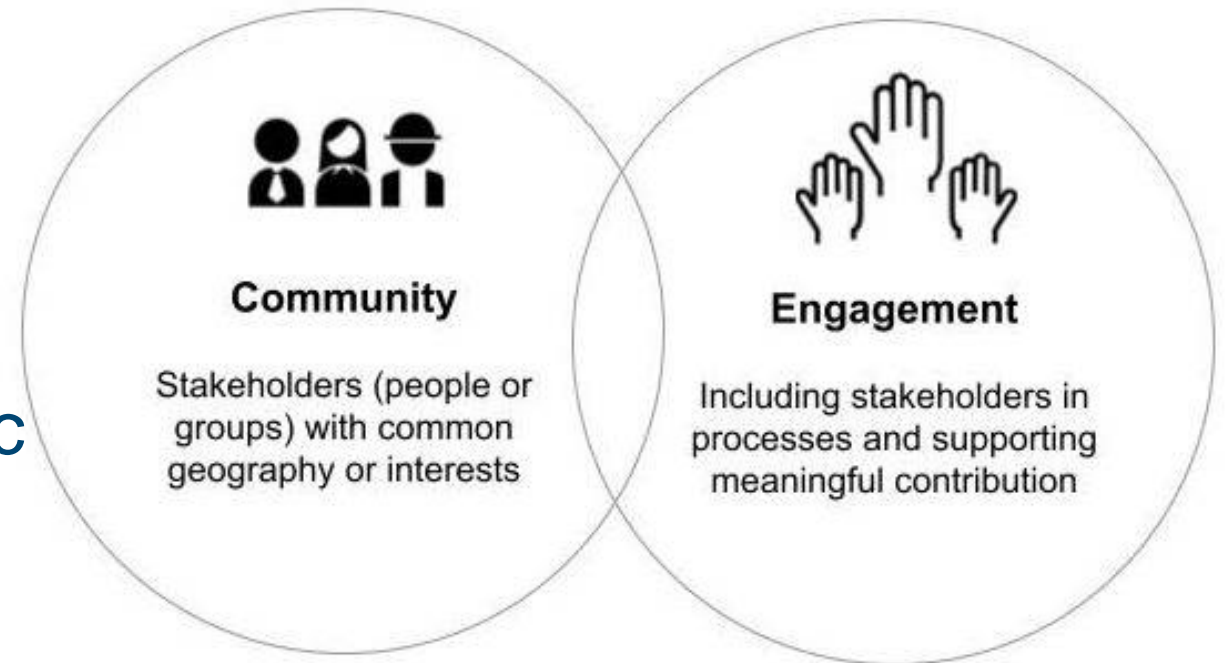 Community
Stakeholders (people or
groups) with common
geography or interests
Engagement
Including stakeholders in
processes and supporting
meaningful contribution
c